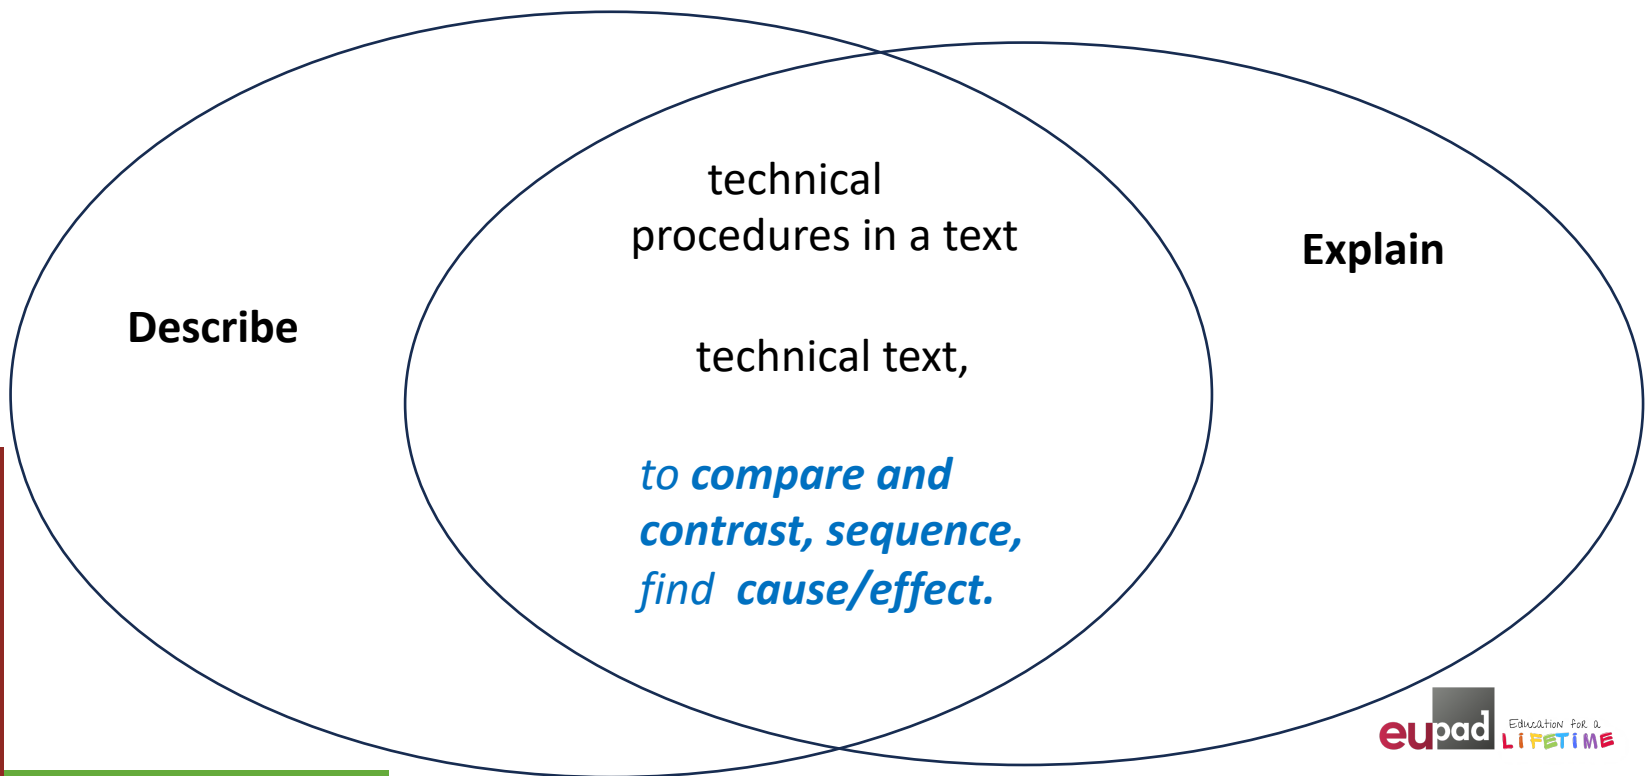 technical
procedures in a text
Explain
Describe
technical text,
to compare and
contrast, sequence,
find cause/effect.
eupad
Education for a
LiFETiME